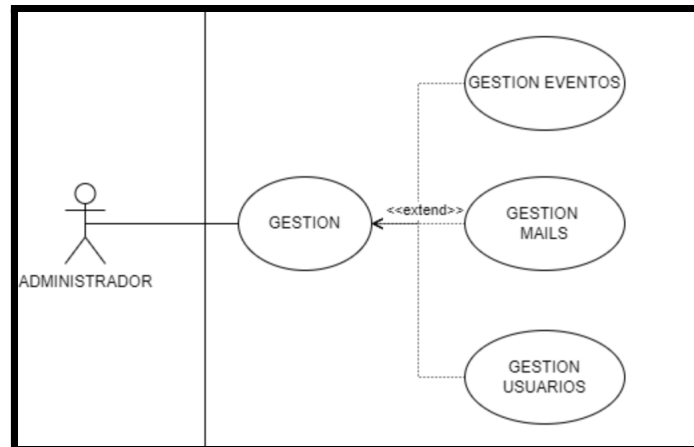 GESTION EVENTOS
<<extend>>
GESTION
GESTION
MAILS
ADMINISTRADOR
GESTION
USUARIOS